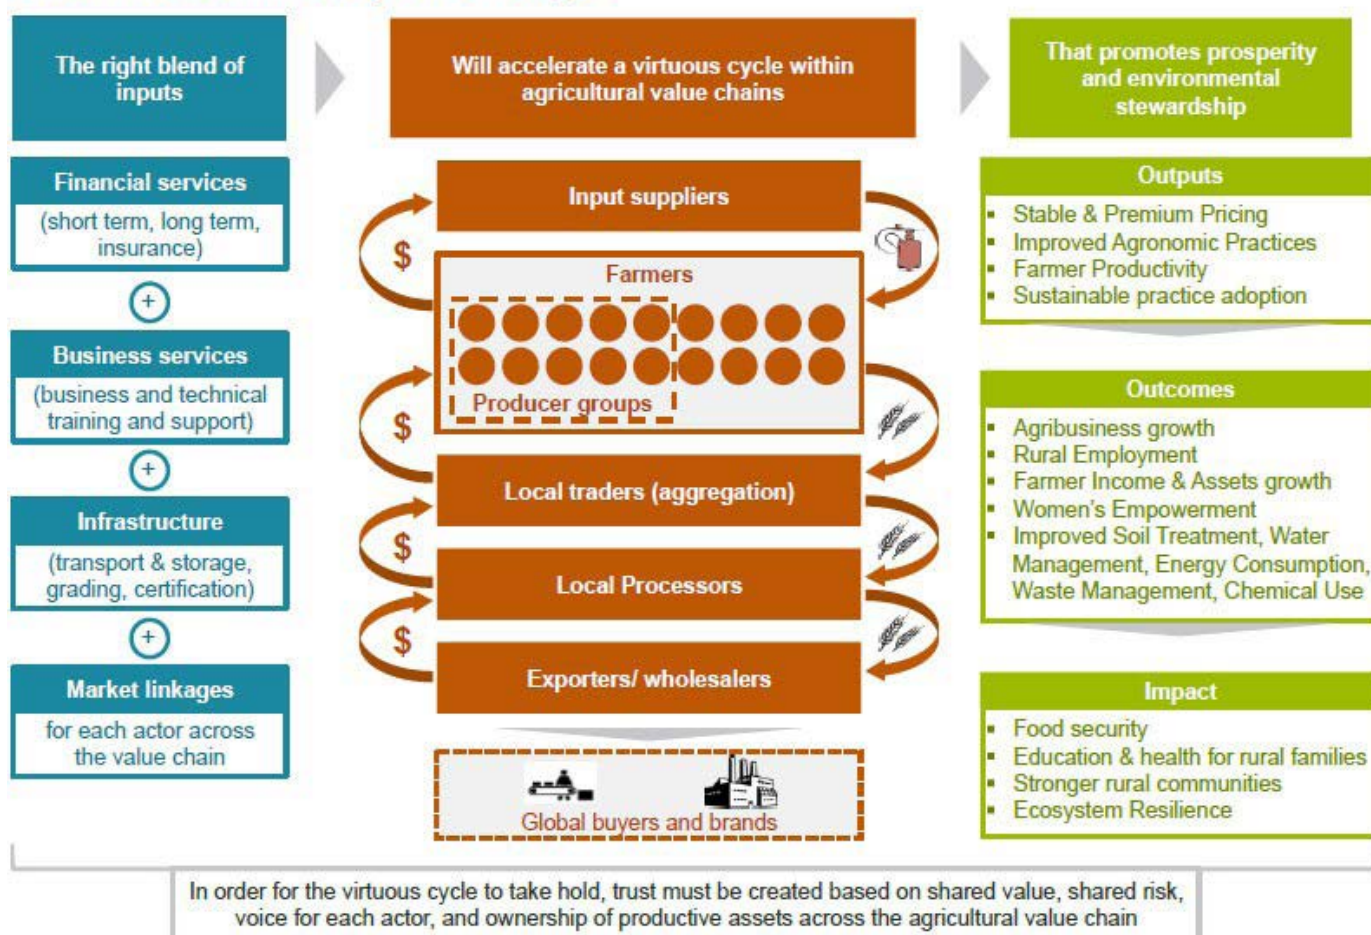 The right blend of
inputs
Will accelerate a virtuous cycle within
agricultural value chains
That promotes prosperity
and environmental
stewardship
Financial services
(short term, long term,
insurance)
+
Business services
(business and technical
training and support)
+
Infrastructure
(transport & storage,
grading, certification)
+
Market linkages
for each actor across
the value chain
Input suppliers
$
Farmers
Producer groups
$
Local traders (aggregation)
$
Local Processors
$
Exporters/ wholesalers
Global buyers and brands
Outputs
▪ Stable & Premium Pricing
▪ Improved Agronomic Practices
▪ Farmer Productivity
▪ Sustainable practice adoption
Outcomes
▪ Agribusiness growth
▪ Rural Employment
▪ Farmer Income & Assets growth
▪ Women's Empowerment
▪ Improved Soil Treatment, Water
Management, Energy Consumption,
Waste Management, Chemical Use
Impact
▪ Food security
▪ Education & health for rural families
▪ Stronger rural communities
▪ Ecosystem Resilience
In order for the virtuous cycle to take hold, trust must be created based on shared value, shared risk,
voice for each actor, and ownership of productive assets across the agricultural value chain